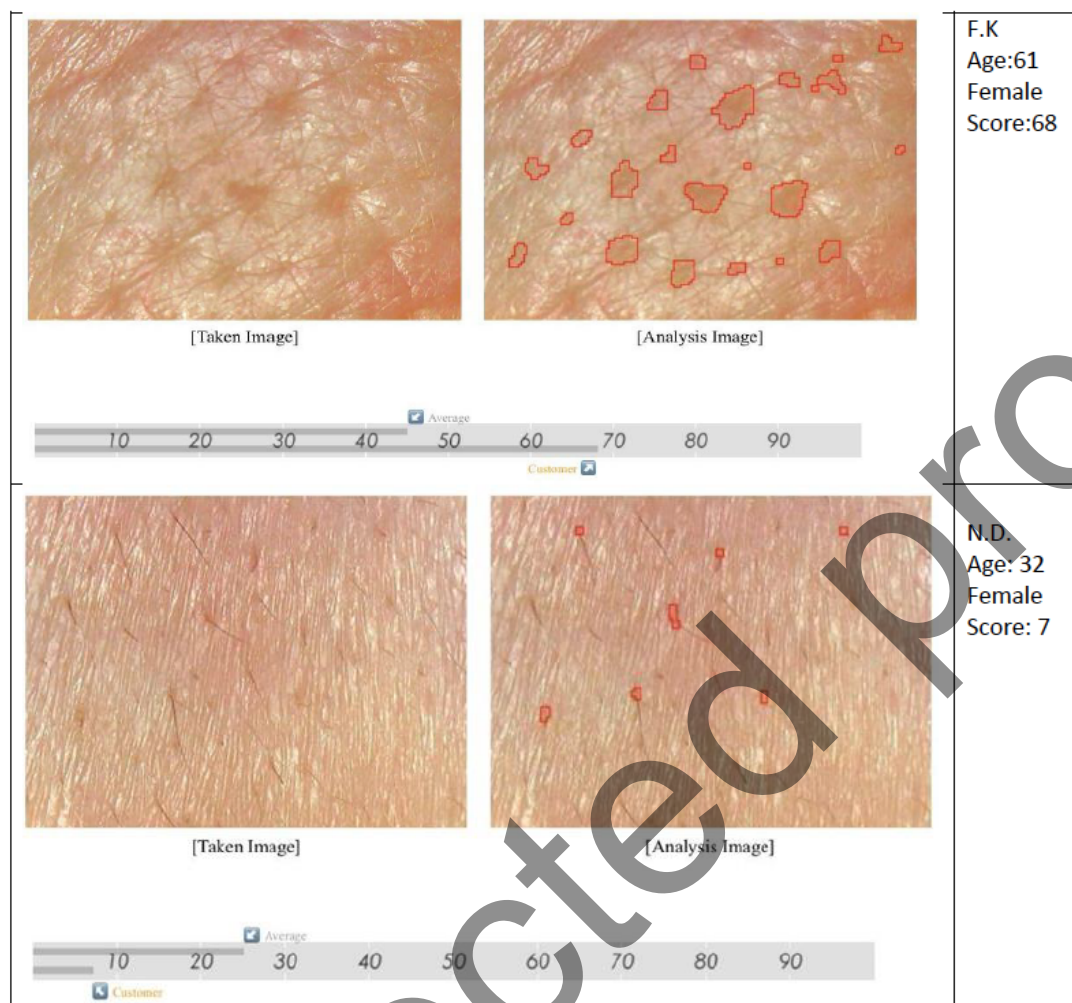 F.K
Age:61
Female
Score:68
[Taken Image]
[Analysis Image]
Average
10 20 30 40 50 60 70 80 90
Customer
N.D.
Age: 32
Female
Score: 7
[Taken Image]
[Analysis Image]
Average
10 20 30 40 50 60 70 80 90
Customer
cted pro